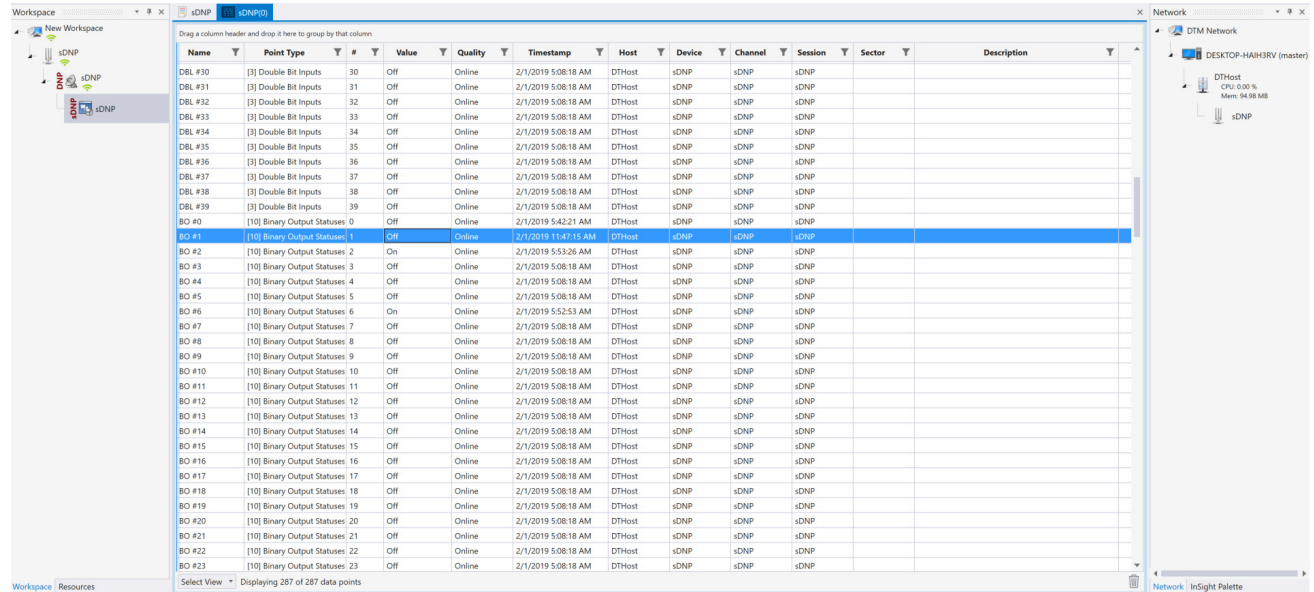 Workspace
New Workspace
sDNP
DNP sDNP
sDNP sDNP
Workspace Resources
sDNP sDNP(0)
Drag a column header and drop it here to group by that column
Name Point Type # Value Quality Timestamp Host Device Channel Session Sector Description
DBL #30 [3] Double Bit Inputs 30 Off Online 2/1/2019 5:08:18 AM DTHost sDNP sDNP sDNP
DBL #31 [3] Double Bit Inputs 31 Off Online 2/1/2019 5:08:18 AM DTHost sDNP sDNP sDNP
DBL #32 [3] Double Bit Inputs 32 Off Online 2/1/2019 5:08:18 AM DTHost sDNP sDNP sDNP
DBL #33 [3] Double Bit Inputs 33 Off Online 2/1/2019 5:08:18 AM DTHost sDNP sDNP sDNP
DBL #34 [3] Double Bit Inputs 34 Off Online 2/1/2019 5:08:18 AM DTHost sDNP sDNP sDNP
DBL #35 [3] Double Bit Inputs 35 Off Online 2/1/2019 5:08:18 AM DTHost sDNP sDNP sDNP
DBL #36 [3] Double Bit Inputs 36 Off Online 2/1/2019 5:08:18 AM DTHost sDNP sDNP sDNP
DBL #37 [3] Double Bit Inputs 37 Off Online 2/1/2019 5:08:18 AM DTHost sDNP sDNP sDNP
DBL #38 [3] Double Bit Inputs 38 Off Online 2/1/2019 5:08:18 AM DTHost sDNP sDNP sDNP
DBL #39 [3] Double Bit Inputs 39 Off Online 2/1/2019 5:08:18 AM DTHost sDNP sDNP sDNP
BO #0 [10] Binary Output Statuses 0 Off Online 2/1/2019 5:42:21 AM DTHost sDNP sDNP sDNP
BO #1 [10] Binary Output Statuses 1 Off Online 2/1/2019 11:47:15 AM DTHost sDNP sDNP sDNP
BO #2 [10] Binary Output Statuses 2 On Online 2/1/2019 5:53:26 AM DTHost sDNP sDNP sDNP
BO #3 [10] Binary Output Statuses 3 Off Online 2/1/2019 5:08:18 AM DTHost sDNP sDNP sDNP
BO #4 [10] Binary Output Statuses 4 Off Online 2/1/2019 5:08:18 AM DTHost sDNP sDNP sDNP
BO #5 [10] Binary Output Statuses 5 Off Online 2/1/2019 5:08:18 AM DTHost sDNP sDNP sDNP
BO #6 [10] Binary Output Statuses 6 On Online 2/1/2019 5:52:53 AM DTHost sDNP sDNP sDNP
BO #7 [10] Binary Output Statuses 7 Off Online 2/1/2019 5:08:18 AM DTHost sDNP sDNP sDNP
BO #8 [10] Binary Output Statuses 8 Off Online 2/1/2019 5:08:18 AM DTHost sDNP sDNP sDNP
BO #9 [10] Binary Output Statuses 9 Off Online 2/1/2019 5:08:18 AM DTHost sDNP sDNP sDNP
BO #10 [10] Binary Output Statuses 10 Off Online 2/1/2019 5:08:18 AM DTHost sDNP sDNP sDNP
BO #11 [10] Binary Output Statuses 11 Off Online 2/1/2019 5:08:18 AM DTHost sDNP sDNP sDNP
BO #12 [10] Binary Output Statuses 12 Off Online 2/1/2019 5:08:18 AM DTHost sDNP sDNP sDNP
BO #13 [10] Binary Output Statuses 13 Off Online 2/1/2019 5:08:18 AM DTHost sDNP sDNP sDNP
BO #14 [10] Binary Output Statuses 14 Off Online 2/1/2019 5:08:18 AM DTHost sDNP sDNP sDNP
BO #15 [10] Binary Output Statuses 15 Off Online 2/1/2019 5:08:18 AM DTHost sDNP sDNP sDNP
BO #16 [10] Binary Output Statuses 16 Off Online 2/1/2019 5:08:18 AM DTHost sDNP sDNP sDNP
BO #17 [10] Binary Output Statuses 17 Off Online 2/1/2019 5:08:18 AM DTHost sDNP sDNP sDNP
BO #18 [10] Binary Output Statuses 18 Off Online 2/1/2019 5:08:18 AM DTHost sDNP sDNP sDNP
BO #19 [10] Binary Output Statuses 19 Off Online 2/1/2019 5:08:18 AM DTHost sDNP sDNP sDNP
BO #20 [10] Binary Output Statuses 20 Off Online 2/1/2019 5:08:18 AM DTHost sDNP sDNP sDNP
BO #21 [10] Binary Output Statuses 21 Off Online 2/1/2019 5:08:18 AM DTHost sDNP sDNP sDNP
BO #22 [10] Binary Output Statuses 22 Off Online 2/1/2019 5:08:18 AM DTHost sDNP sDNP sDNP
BO #23 [10] Binary Output Statuses 23 Off Online 2/1/2019 5:08:18 AM DTHost sDNP sDNP sDNP
Select View Displaying 287 of 287 data points
Network
DTM Network
DESKTOP-HAIH3RV (master)
DTHost
CPU: 0.00 %
Mem: 94.98 MB
sDNP
Network InSight Palette